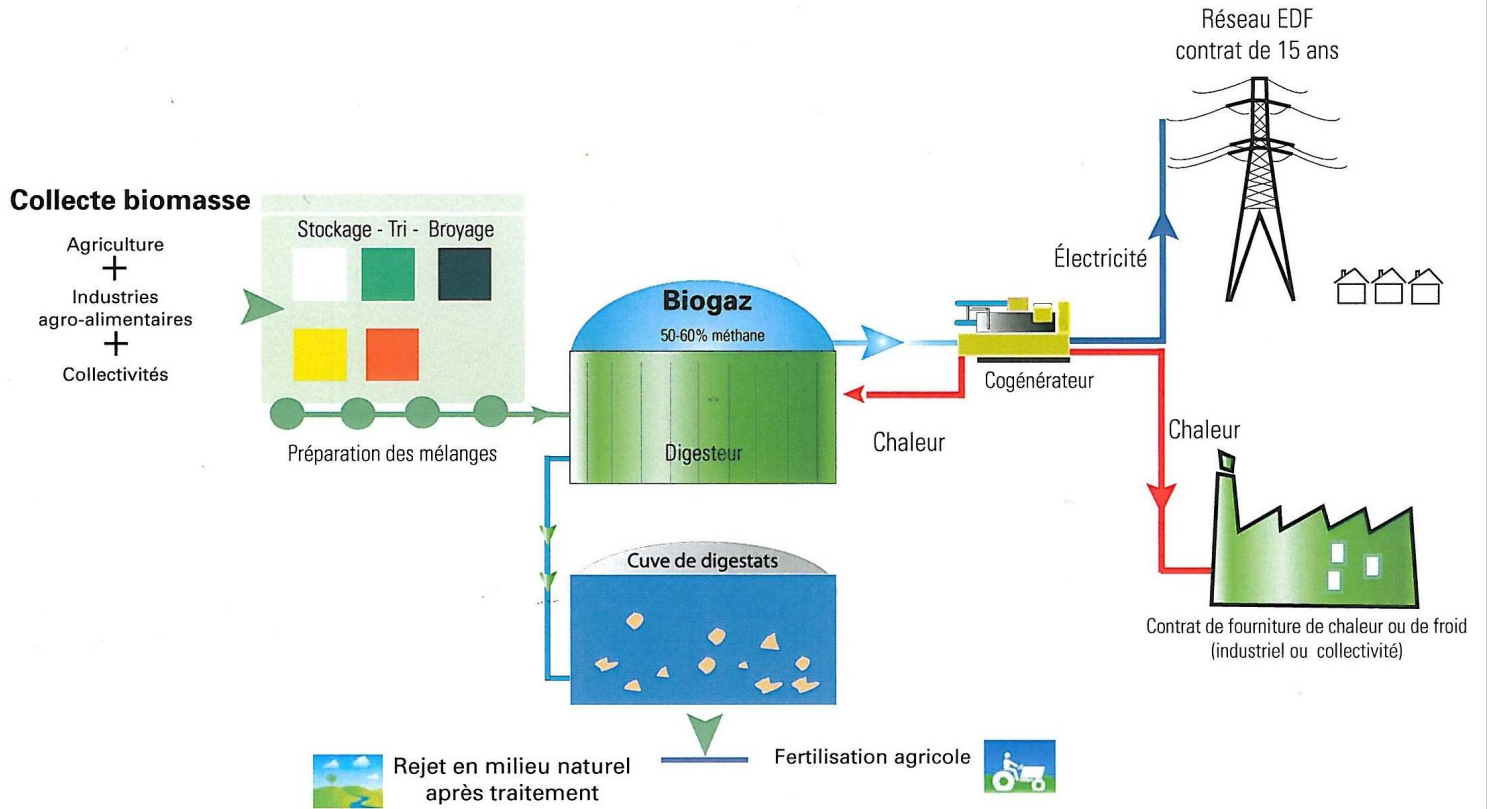 Réseau EDF
contrat de 15 ans
Collecte biomasse
Agriculture
+
Industries
agro-alimentaires
+
Collectivités
Stockage - Tri - Broyage
Préparation des mélanges
Biogaz
50-60% méthane
Digesteur
Cogénérateur
Électricité
Chaleur
Chaleur
Contrat de fourniture de chaleur ou de froid
(industriel ou collectivité)
Cuve de digestats
Rejet en milieu naturel
après traitement
Fertilisation agricole